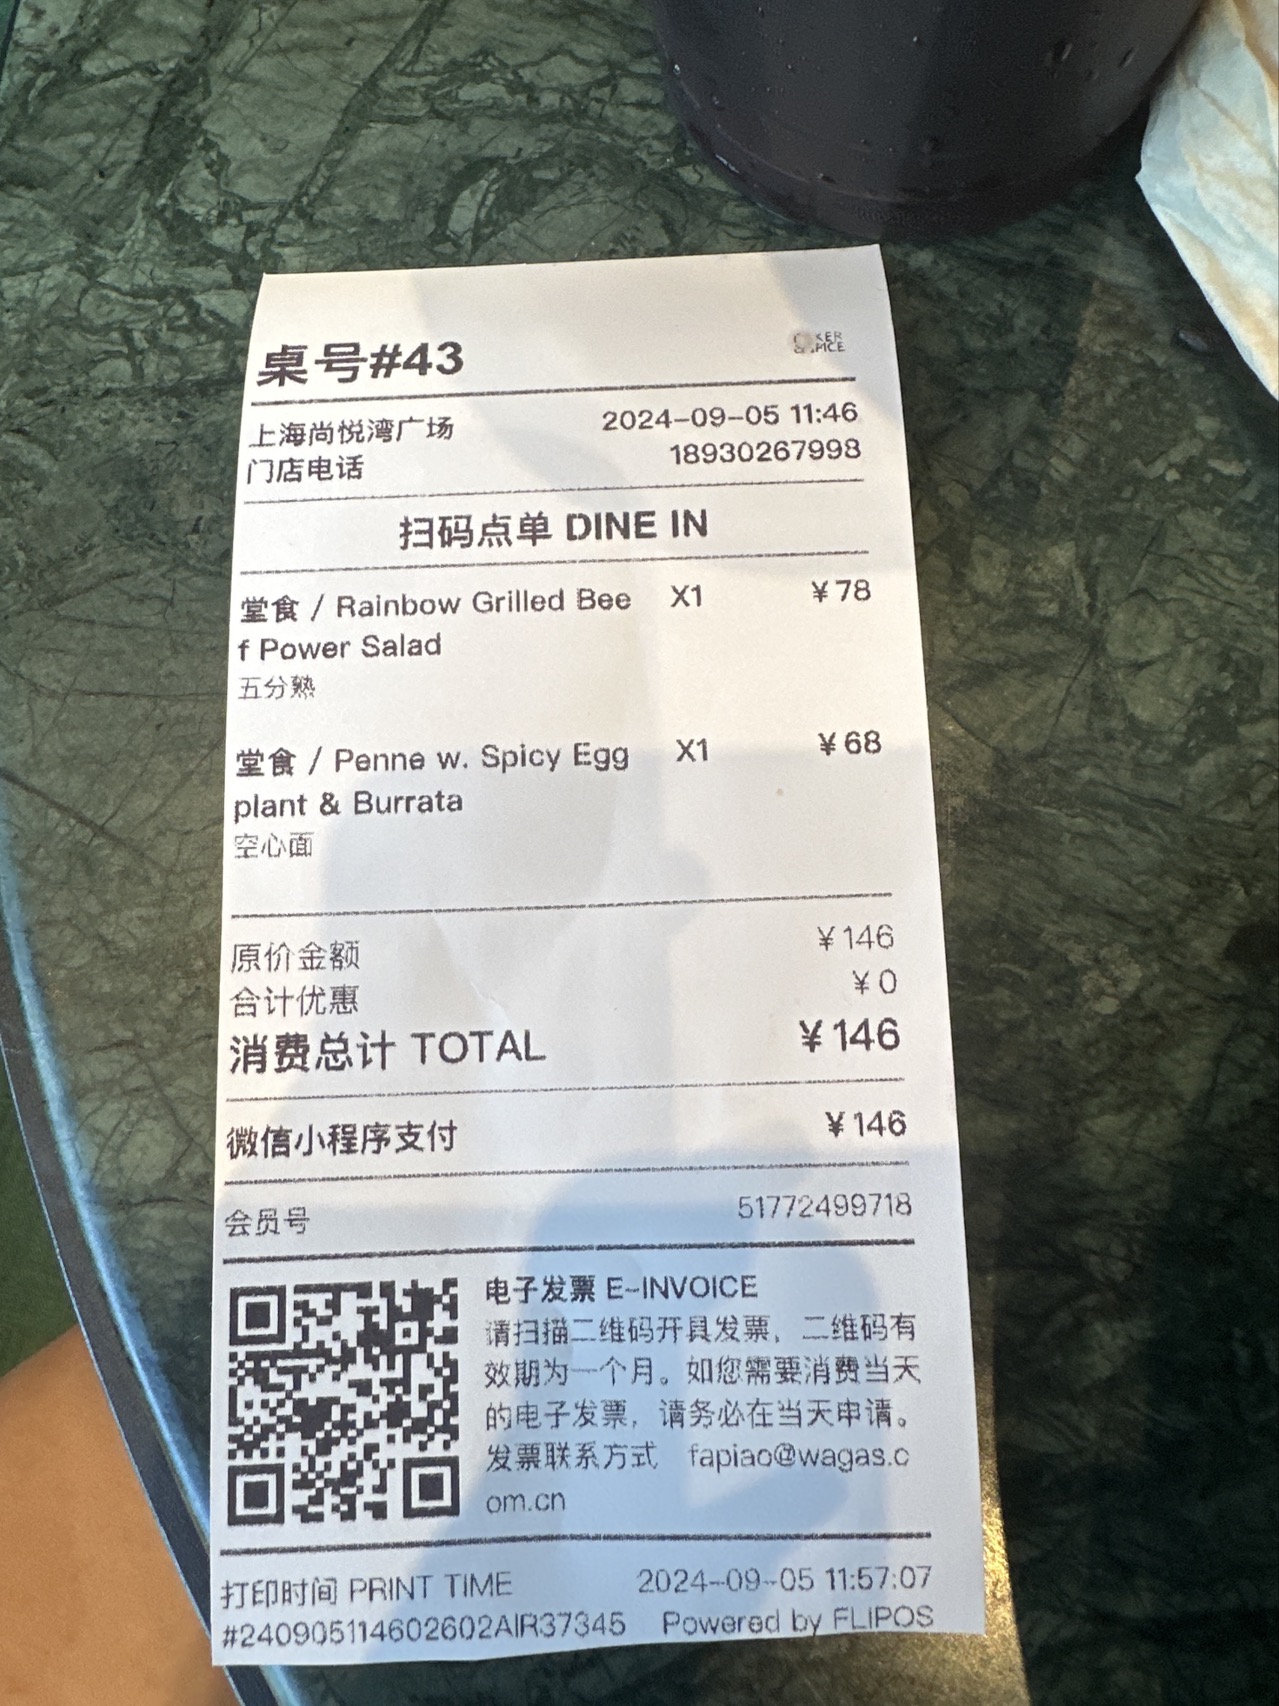 桌号#43
上海尚悦湾广场 2024-09-05 11:46
门店电话 18930267998
扫码点单 DINE IN
堂食 / Rainbow Grilled Bee X1 ¥78
f Power Salad
五分熟
堂食 / Penne w. Spicy Egg X1 ¥68
plant & Burrata
空心面
原价金额 ¥146
合计优惠 ¥0
消费总计 TOTAL ¥146
微信小程序支付 ¥146
会员号 51772499718
电子发票 E-INVOICE
请扫描二维码开具发票，二维码有
效期为一个月。如您需要消费当天
的电子发票，请务必在当天申请。
发票联系方式 fapiao@wagas.c
om.cn
打印时间 PRINT TIME 2024-09-05 11:57:07
#240905114602602AIR37345 Powered by FLIPOS